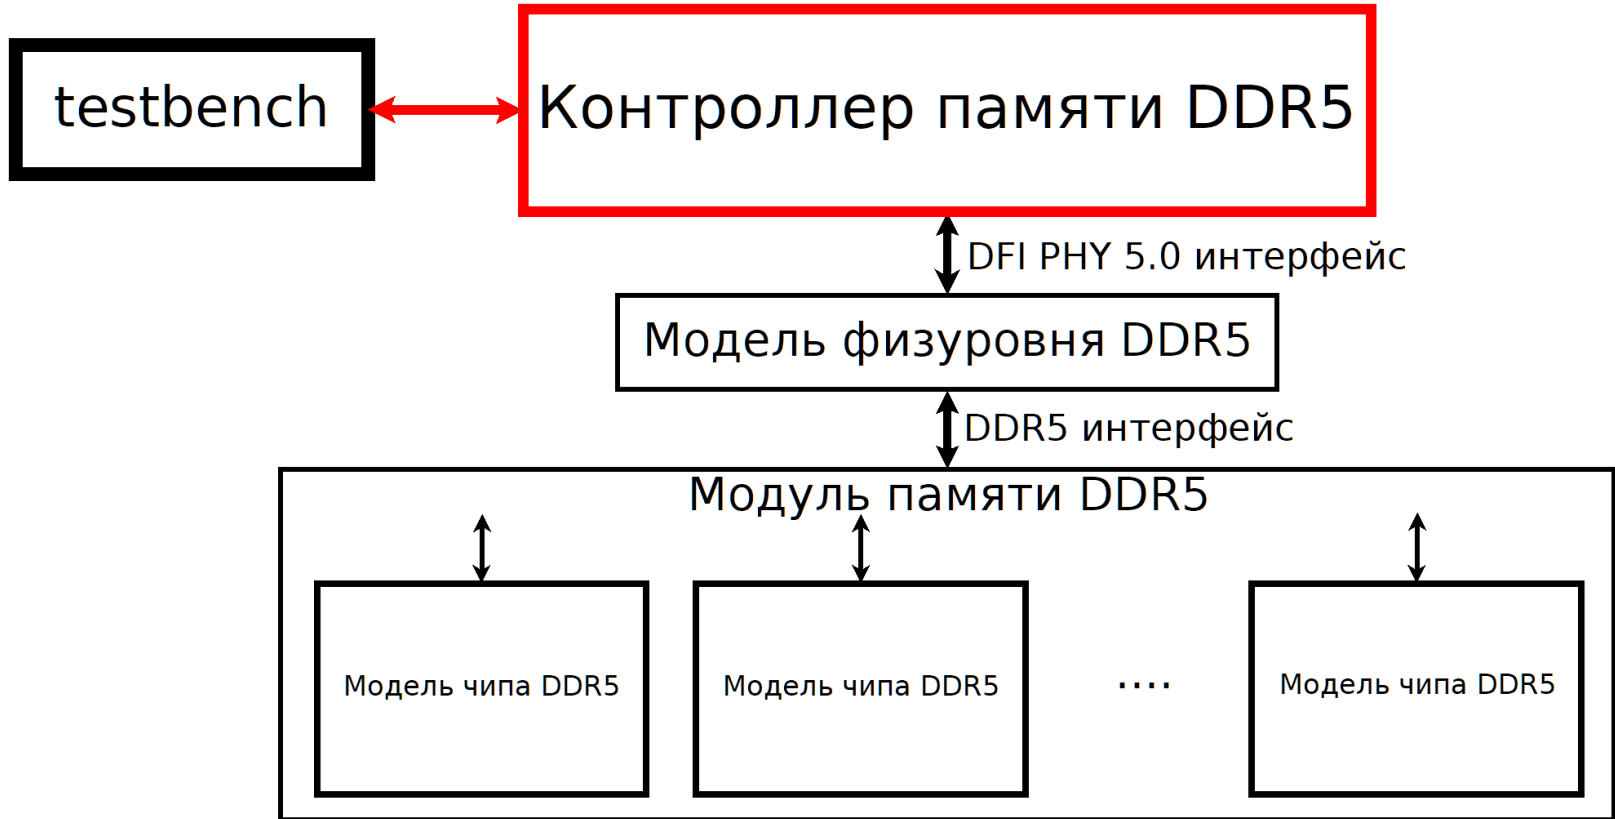 testbench
Контроллер памяти DDR5
DFI PHY 5.0 интерфейс
Модель физуровня DDR5
DDR5 интерфейс
Модуль памяти DDR5
Модель чипа DDR5
Модель чипа DDR5
....
Модель чипа DDR5